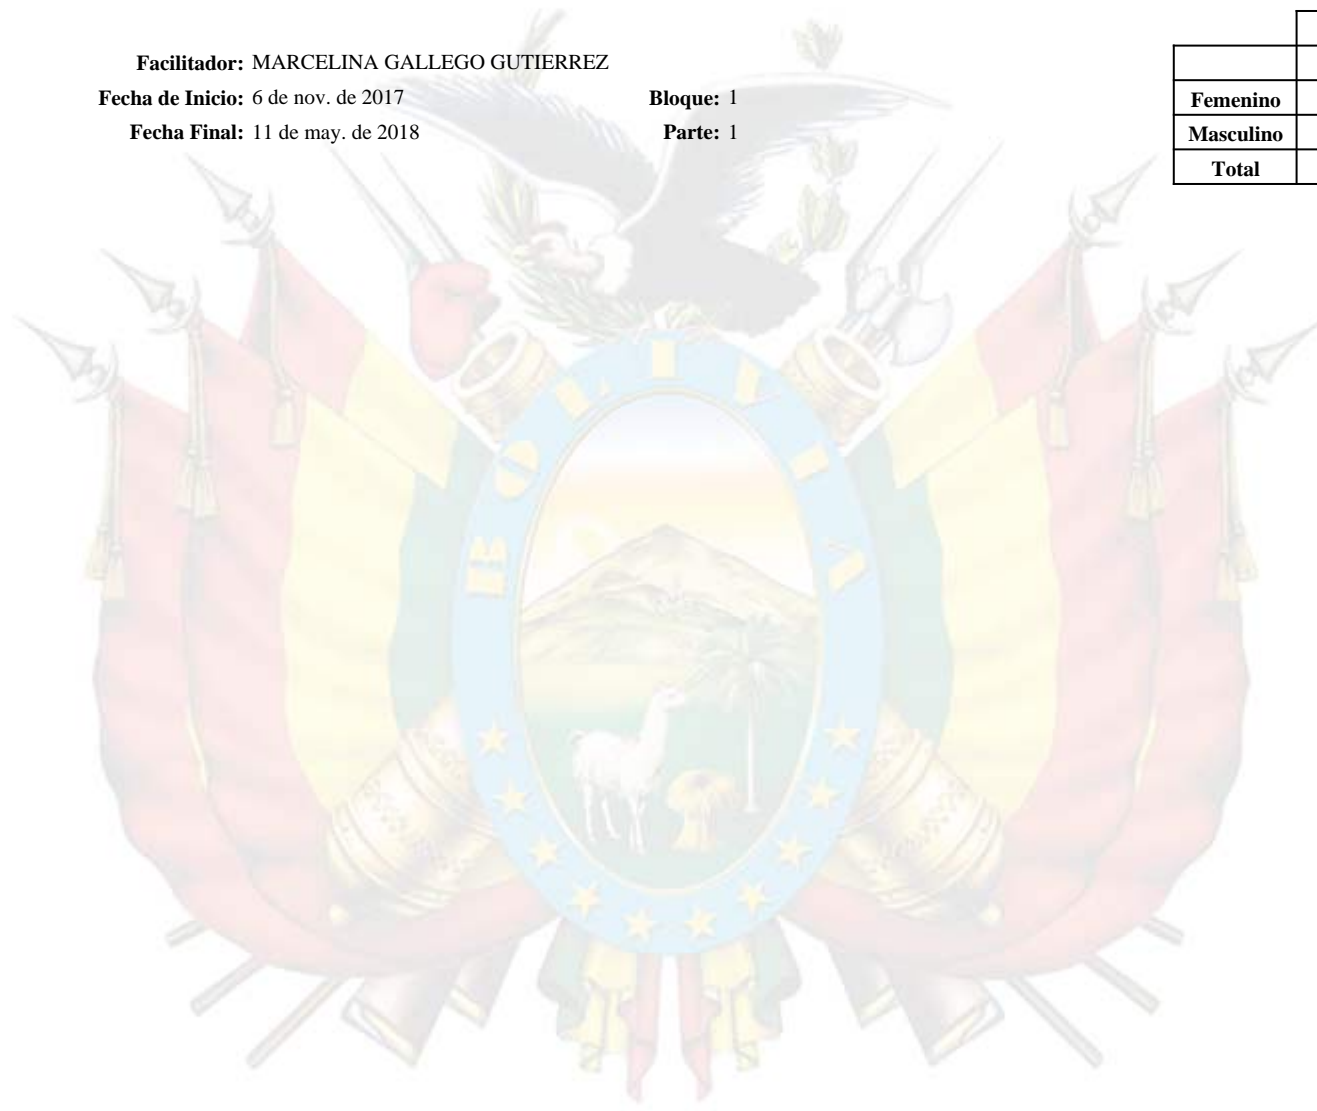 Facilitador: MARCELINA GALLEGO GUTIERREZ
Fecha de Inicio: 6 de nov. de 2017 Bloque: 1
Fecha Final: 11 de may. de 2018 Parte: 1
Femenino
Masculino
Total
BOLIVIA